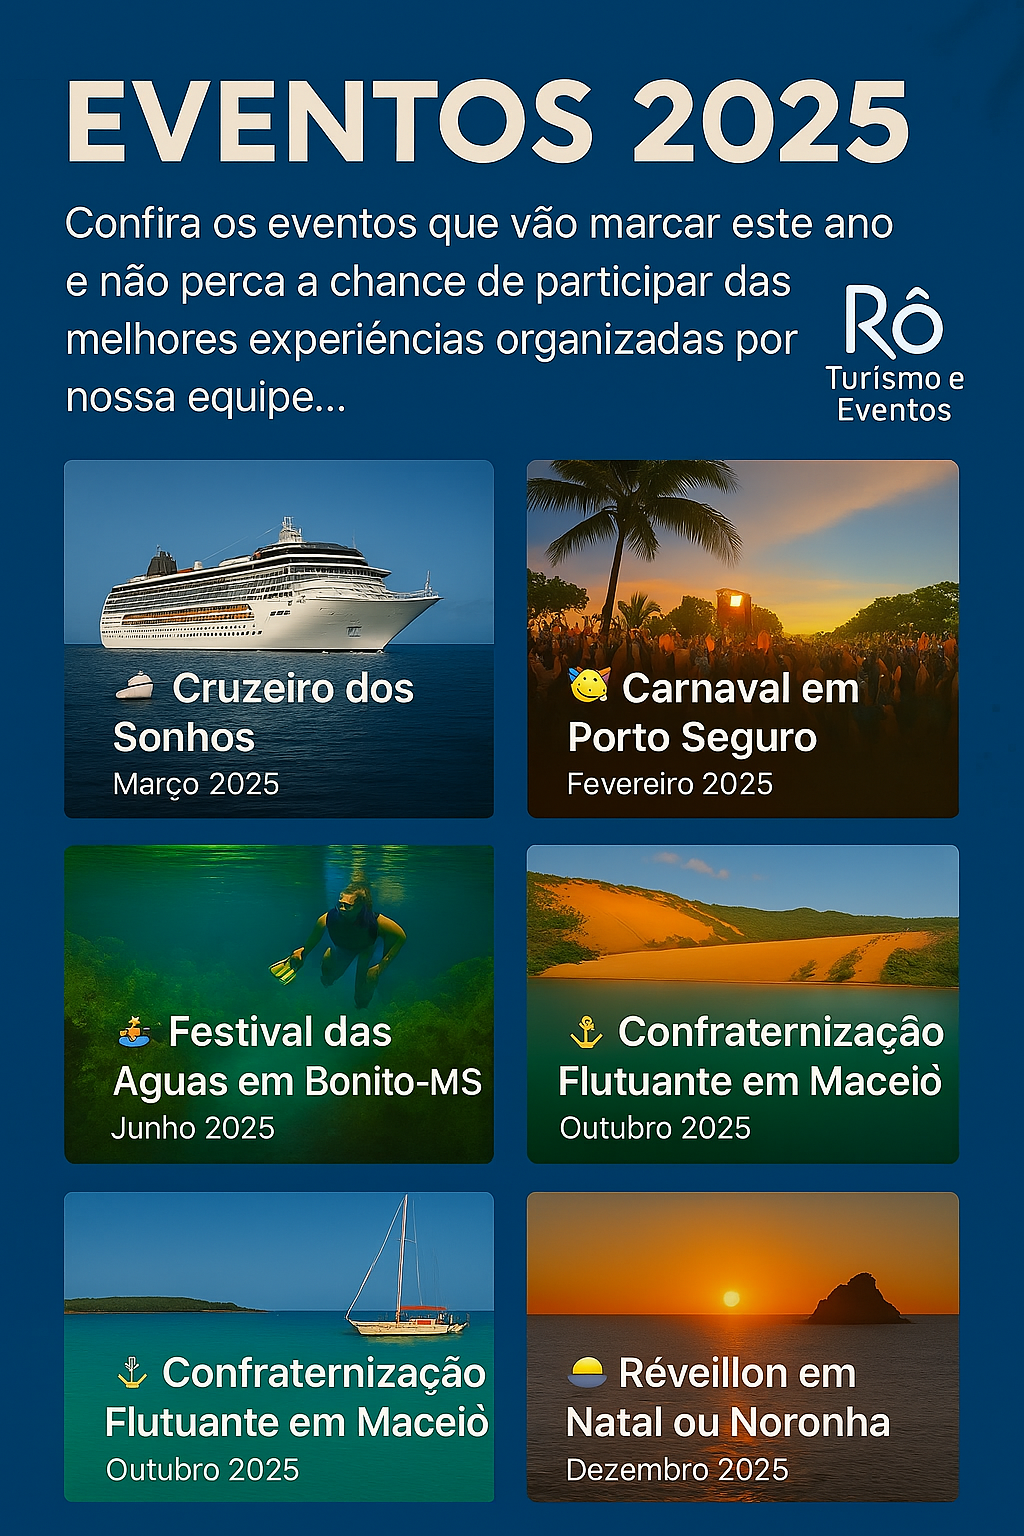 EVENTOS 2025
Confira os eventos que vão marcar este ano
e não perca a chance de participar das
melhores experiéncias organizadas por
nossa equipe...
Rô
Turísmo e
Eventos
Cruzeiro dos
Sonhos
Março 2025
Carnaval em
Porto Seguro
Fevereiro 2025
Festival das
Aguas em Bonito-MS
Junho 2025
Confraternizaçâo
Flutuante em Maceiò
Outubro 2025
Confraternização
Flutuante em Maceiò
Outubro 2025
Réveillon em
Natal ou Noronha
Dezembro 2025